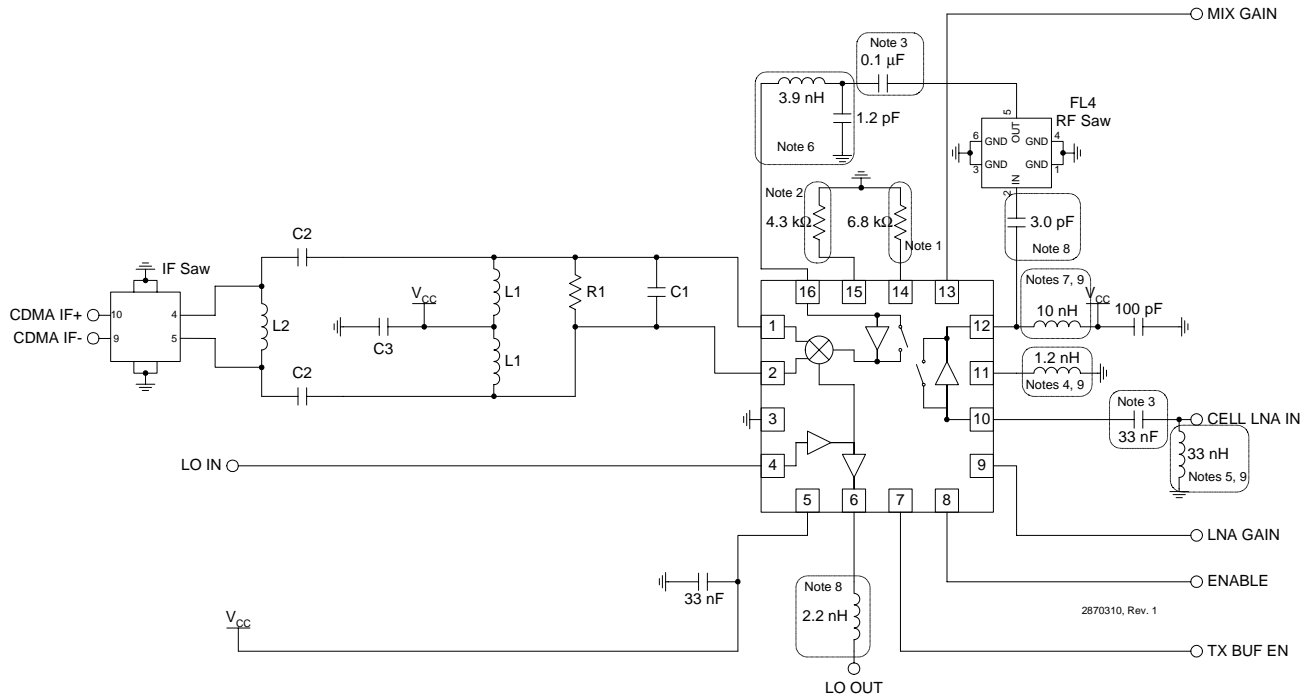 MIX GAIN
Note 3
0.1 μF
3.9 nH
1.2 pF
Note 6
FL4
RF Saw
5
OUT
6 GND
GND 4
3 GND
GND 1
IN
2
3.0 pF
Note 8
Note 2
4.3 kΩ
6.8 kΩ
Note 1
C2
IF Saw
VCC
L1
R1
C1
CDMA IF+
10
4
CDMA IF-
9
5
L2
C3
L1
C2
16
15
14
13
1
2
3
4
5
6
7
8
9
10
11
12
Notes 7, 9
VCC
10 nH
100 pF
1.2 nH
Notes 4, 9
Note 3
33 nF
CELL LNA IN
33 nH
Notes 5, 9
LO IN
LNA GAIN
ENABLE
33 nF
Note 8
2.2 nH
2870310, Rev. 1
VCC
TX BUF EN
LO OUT